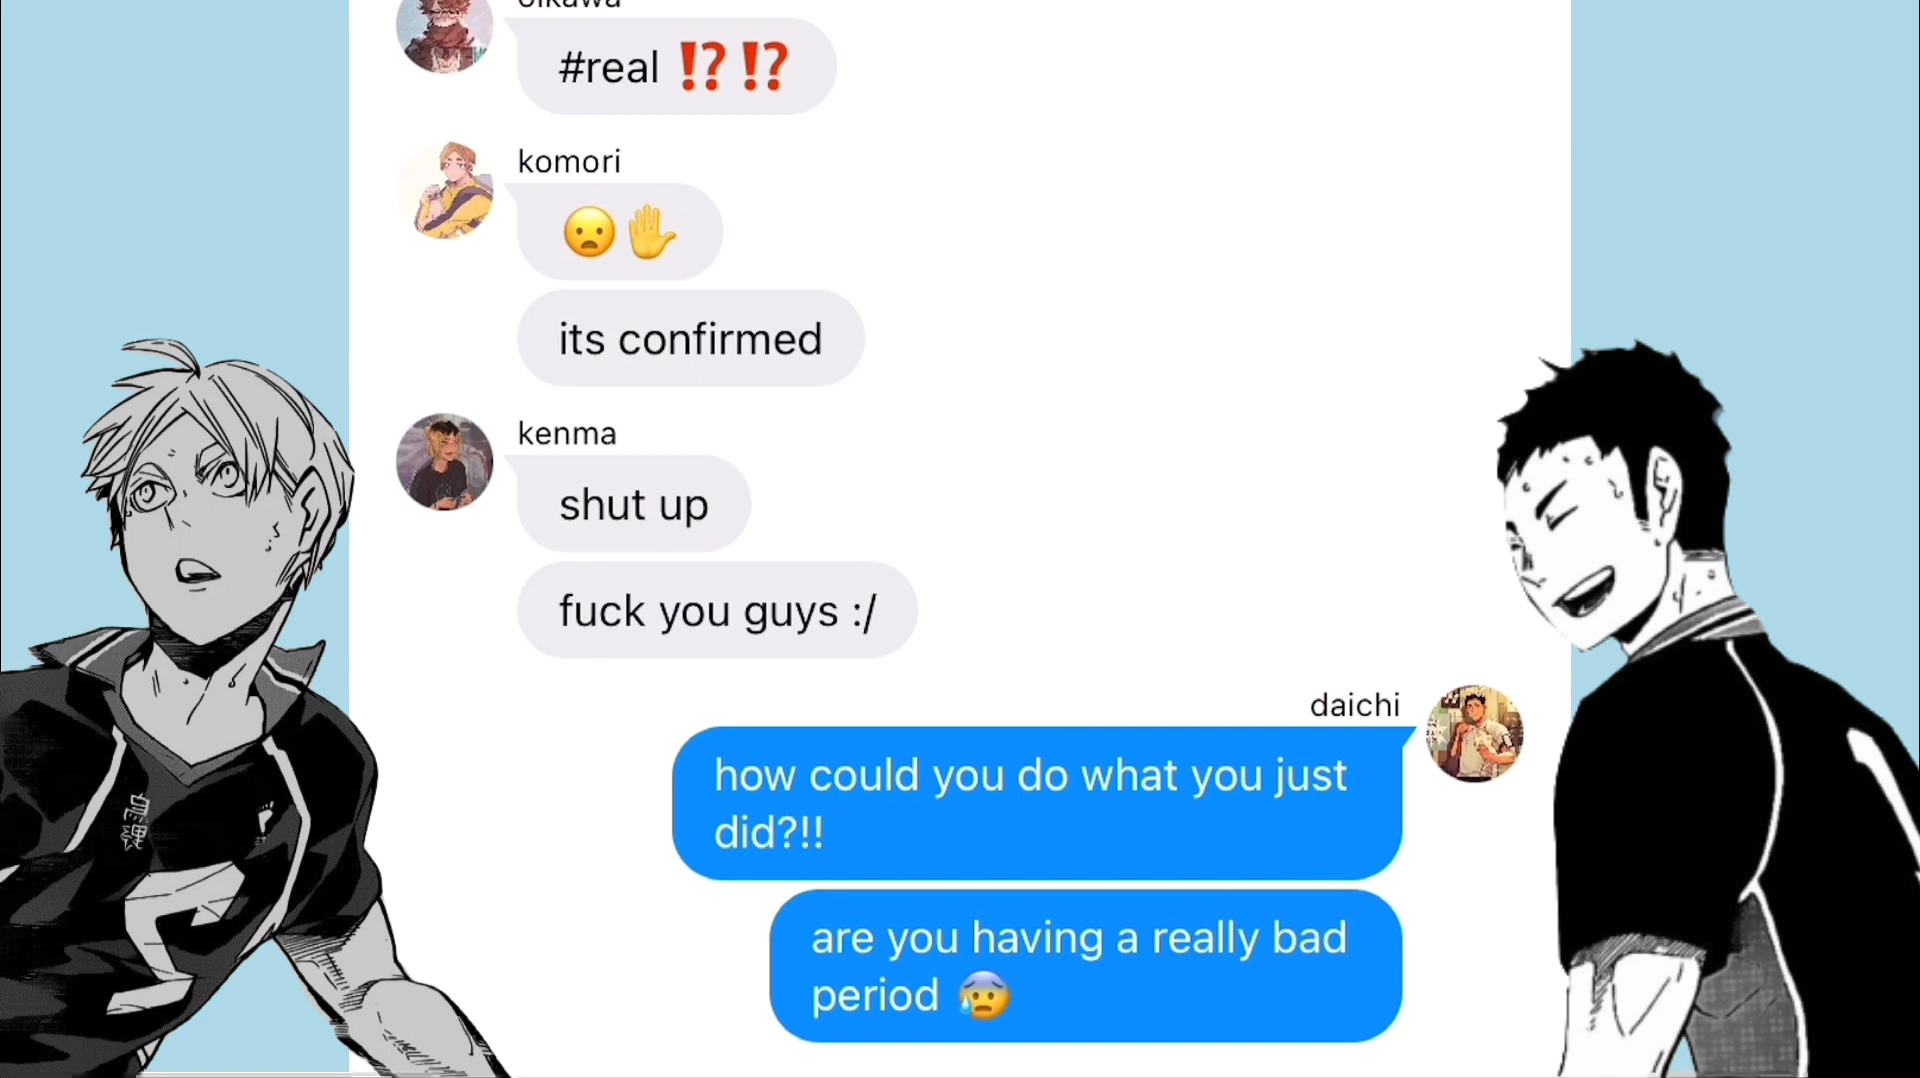 oikawa
#real ⁉️⁉️
komori
😦✋
its confirmed
kenma
shut up
fuck you guys :/
daichi
how could you do what you just
did?!!
are you having a really bad
period 😰